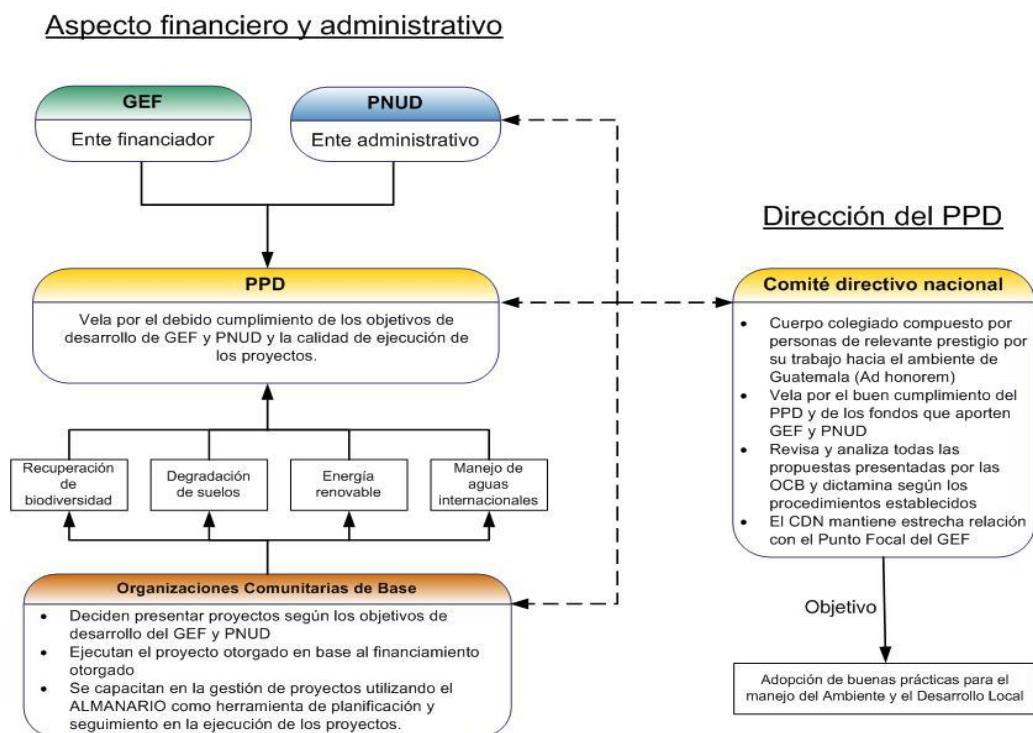 Aspecto financiero y administrativo
GEF
Ente financiador
PNUD
Ente administrativo
PPD
Vela por el debido cumplimiento de los objetivos de
desarrollo de GEF y PNUD y la calidad de ejecución de
los proyectos.
Recuperación
de
biodiversidad
Degradación
de suelos
Energía
renovable
Manejo de
aguas
internacionales
Organizaciones Comunitarias de Base
• Deciden presentar proyectos según los objetivos de
desarrollo del GEF y PNUD
• Ejecutan el proyecto otorgado en base al financiamiento
otorgado
• Se capacitan en la gestión de proyectos utilizando el
ALMANARIO como herramienta de planificación y
seguimiento en la ejecución de los proyectos.
Dirección del PPD
Comité directivo nacional
• Cuerpo colegiado compuesto por
personas de relevante prestigio por
su trabajo hacia el ambiente de
Guatemala (Ad honorem)
• Vela por el buen cumplimiento del
PPD y de los fondos que aporten
GEF y PNUD
• Revisa y analiza todas las
propuestas presentadas por las
OCB y dictamina según los
procedimientos establecidos
• El CDN mantiene estrecha relación
con el Punto Focal del GEF
Objetivo
Adopción de buenas prácticas para el
manejo del Ambiente y el Desarrollo Local